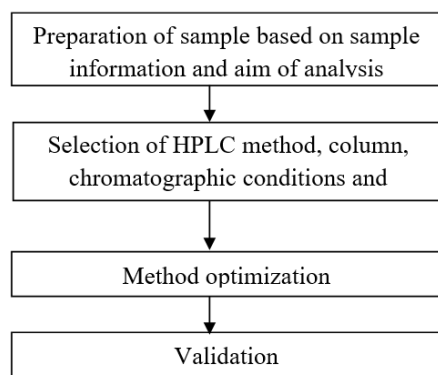 Preparation of sample based on sample
information and aim of analysis
Selection of HPLC method, column,
chromatographic conditions and
Method optimization
Validation